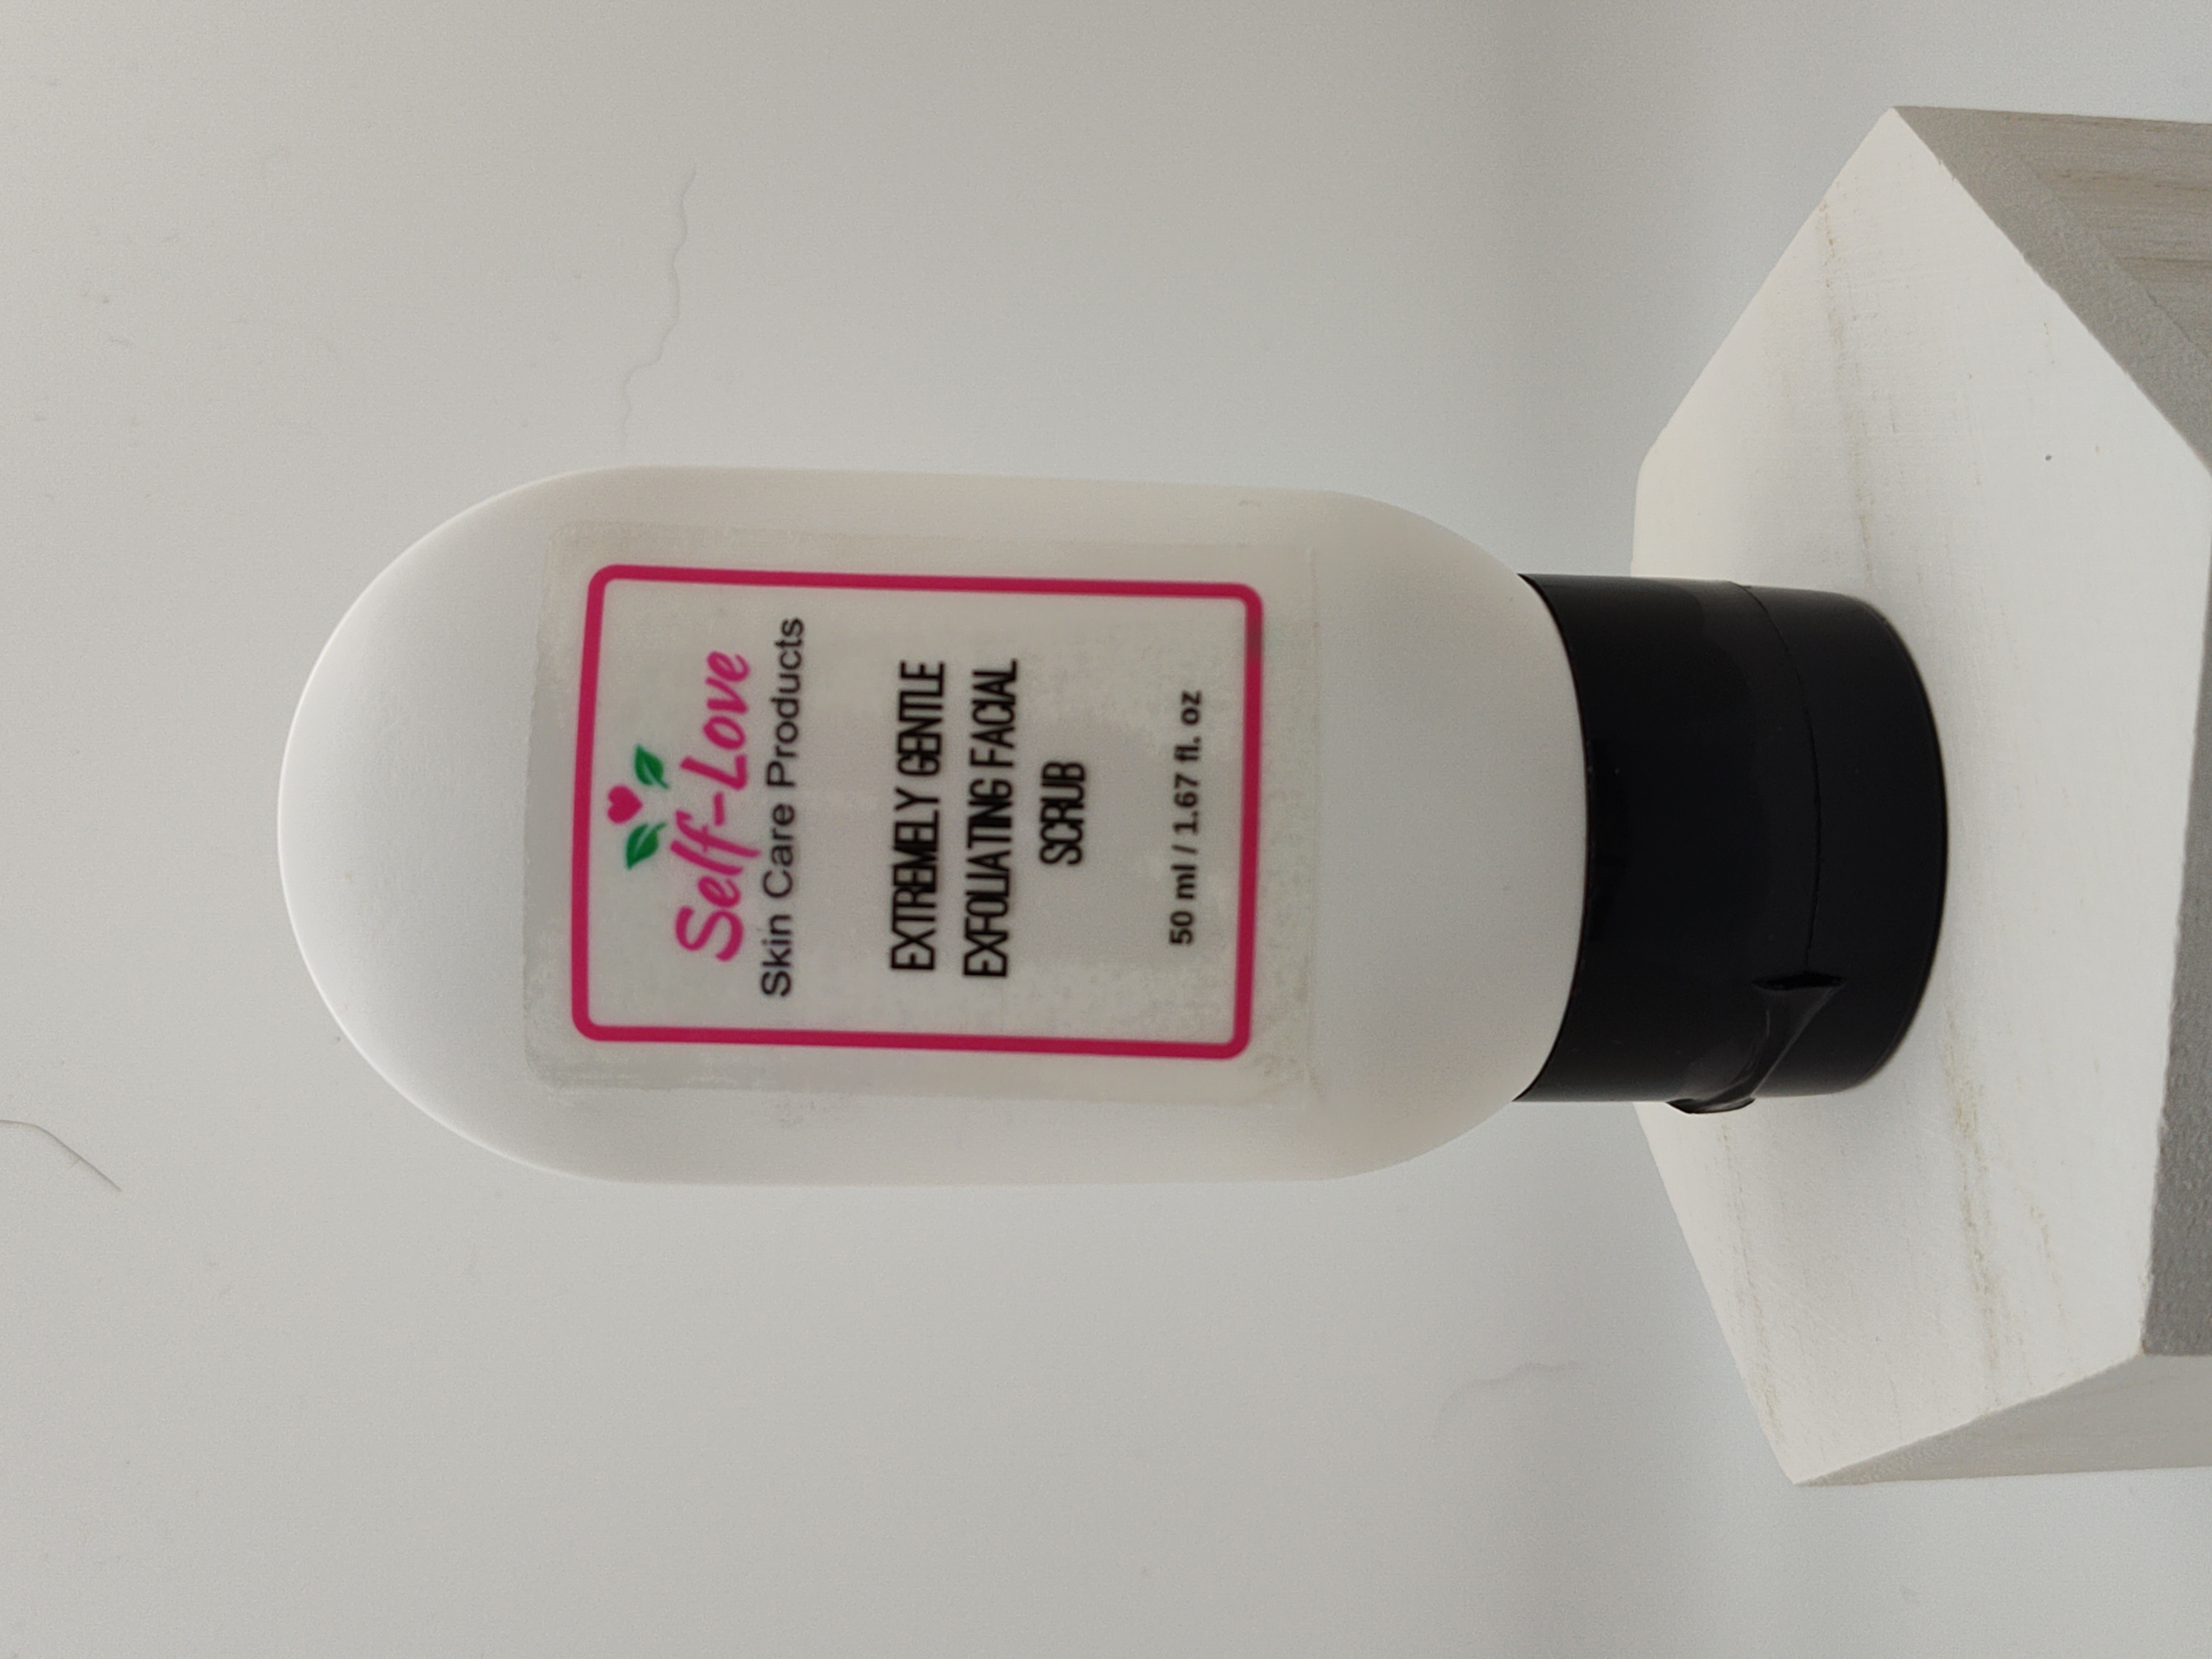 Self-Love
Skin Care Products
EXTREMELY GENTLE
EXFOLIATING FACIAL
SCRUB
50 ml / 1.67 fl. oz